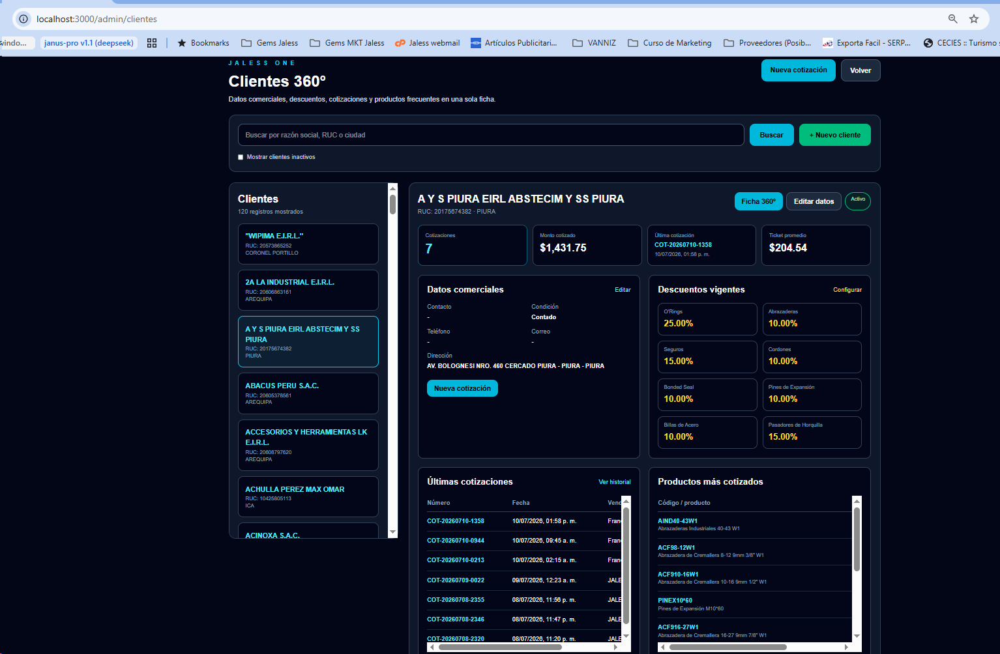 localhost:3000/admin/clientes
janus-pro v1.1 (deepseek)
Bookmarks
Gems Jaless
Gems MKT Jaless
Jaless webmail
Artículos Publicitari...
VANNIZ
Curso de Marketing
Proveedores (Posib...
Exporta Facil - SERP...
CECIES :: Turismo
JALESS ONE
Clientes 360°
Datos comerciales, descuentos, cotizaciones y productos frecuentes en una sola ficha.
Nueva cotización
Volver
Buscar por razón social, RUC o ciudad
Buscar
+ Nuevo cliente
Mostrar clientes inactivos
Clientes
120 registros mostrados
"WIPIMA E.I.R.L."
RUC: 20573865252
CORONEL PORTILLO
2A LA INDUSTRIAL E.I.R.L.
RUC: 20606863161
AREQUIPA
A Y S PIURA EIRL ABSTECIM Y SS
PIURA
RUC: 20175674382
PIURA
ABACUS PERU S.A.C.
RUC: 20605378561
AREQUIPA
ACCESORIOS Y HERRAMIENTAS LK
E.I.R.L.
RUC: 20608797620
AREQUIPA
ACHULLA PEREZ MAX OMAR
RUC: 10425805113
ICA
ACINOXA S.A.C.
A Y S PIURA EIRL ABSTECIM Y SS PIURA
RUC: 20175674382 · PIURA
Ficha 360°
Editar datos
Activo
Cotizaciones
7
Monto cotizado
$1,431.75
Última cotización
COT-20260710-1358
10/07/2026, 01:58 p. m.
Ticket promedio
$204.54
Datos comerciales
Editar
Contacto
-
Condición
Contado
Teléfono
-
Correo
-
Dirección
AV. BOLOGNESI NRO. 460 CERCADO PIURA - PIURA - PIURA
Nueva cotización
Descuentos vigentes
Configurar
O'Rings
25.00%
Abrazaderas
10.00%
Seguros
15.00%
Cordones
10.00%
Bonded Seal
10.00%
Pines de Expansión
10.00%
Billas de Acero
10.00%
Pasadores de Horquilla
15.00%
Últimas cotizaciones
Ver historial
Número Fecha Vend
COT-20260710-1358 10/07/2026, 01:58 p. m. Fran
COT-20260710-0944 10/07/2026, 09:45 a. m. Fran
COT-20260710-0213 10/07/2026, 02:15 a. m. Fran
COT-20260709-0022 09/07/2026, 12:23 a. m. JALE
COT-20260708-2355 08/07/2026, 11:56 p. m. JALE
COT-20260708-2346 08/07/2026, 11:47 p. m. JALE
COT-20260708-2320 08/07/2026, 11:20 p. m. JALE
Productos más cotizados
Código / producto
AIND40-43W1
Abrazaderas Industriales 40-43 W1
ACF98-12W1
Abrazadera de Cremallera 8-12 9mm 3/8" W1
ACF910-16W1
Abrazadera de Cremallera 10-16 9mm 1/2" W1
PINEX10*60
Pines de Expansión M10*60
ACF916-27W1
Abrazadera de Cremallera 16-27 9mm 7/8" W1